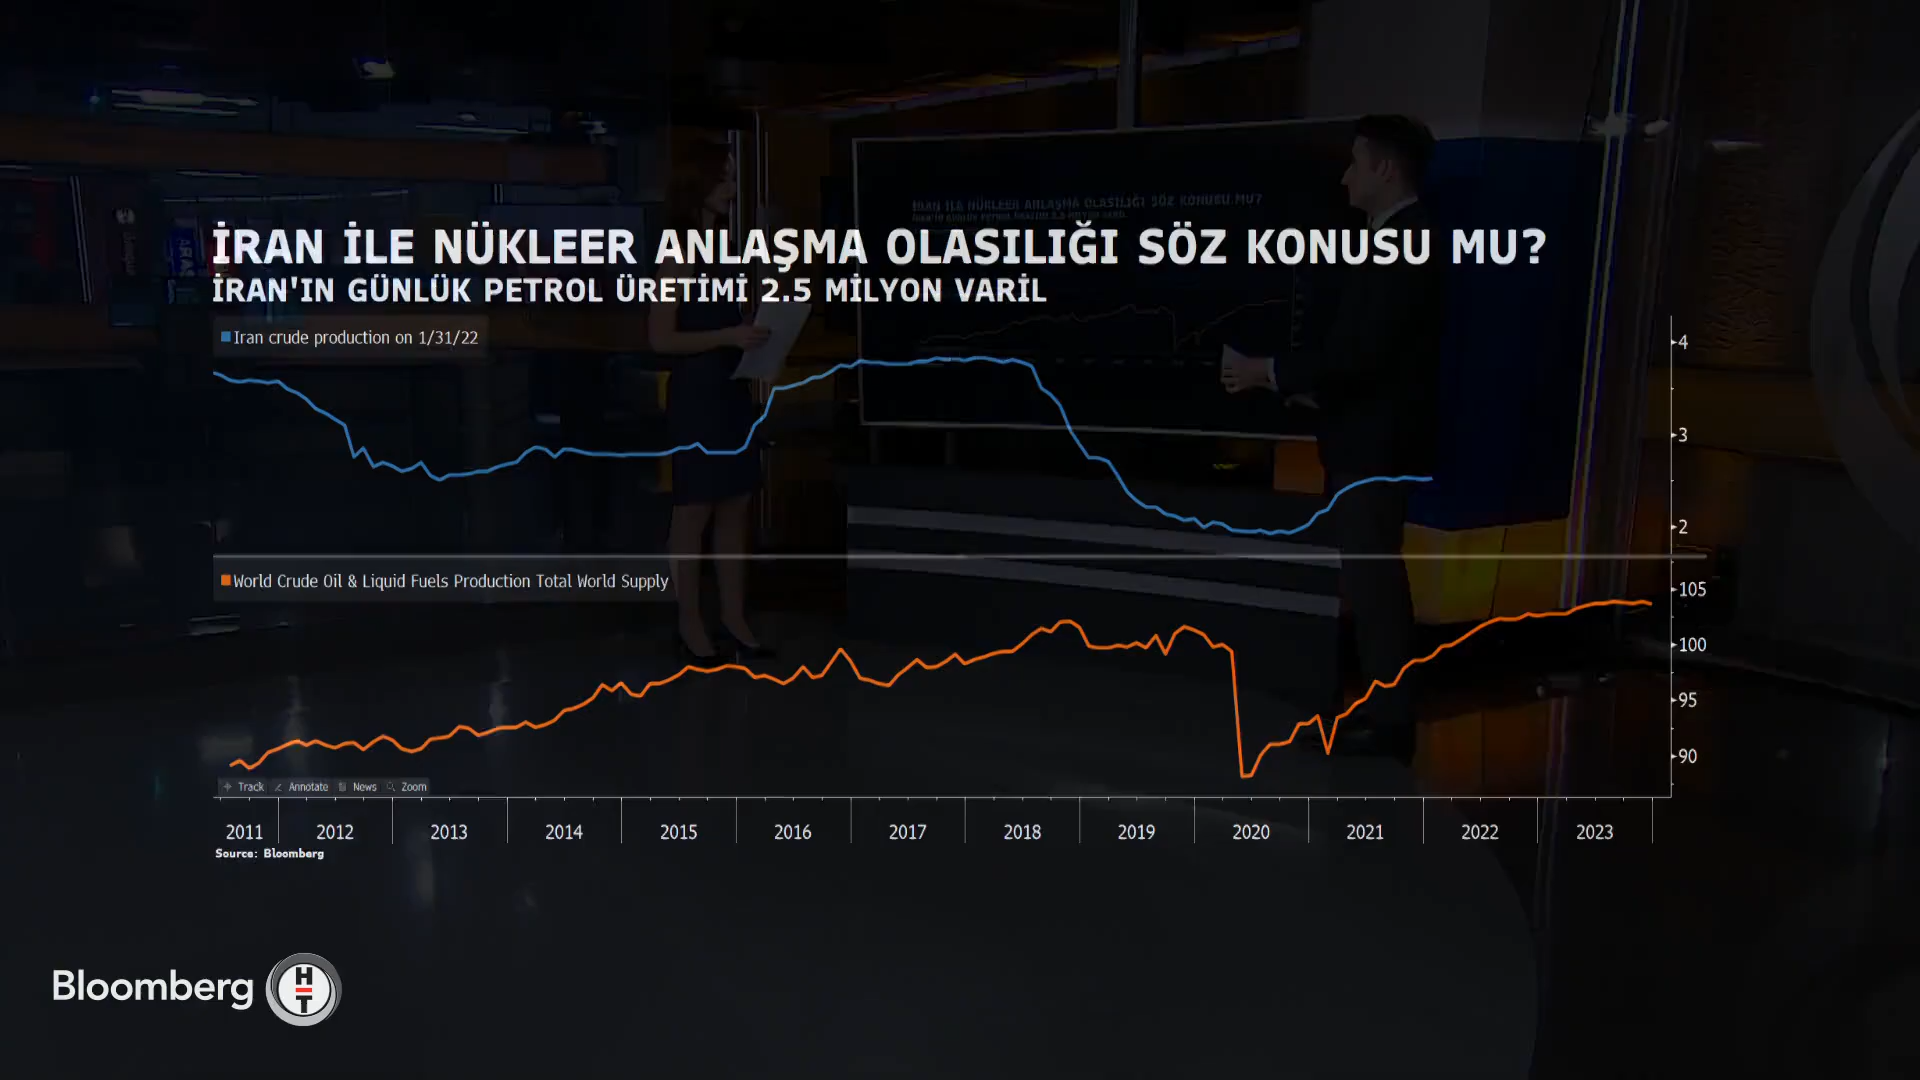 İRAN İLE NÜKLEER ANLAŞMA OLASILIĞI SÖZ KONUSU MU?
İRAN'IN GÜNLÜK PETROL ÜRETİMİ 2.5 MİLYON VARİL
Iran crude production on 1/31/22
4
3
2
World Crude Oil & Liquid Fuels Production Total World Supply
105
100
95
90
Track Annotate News Zoom
2011 2012 2013 2014 2015 2016 2017 2018 2019 2020 2021 2022 2023
Source: Bloomberg
Bloomberg HT